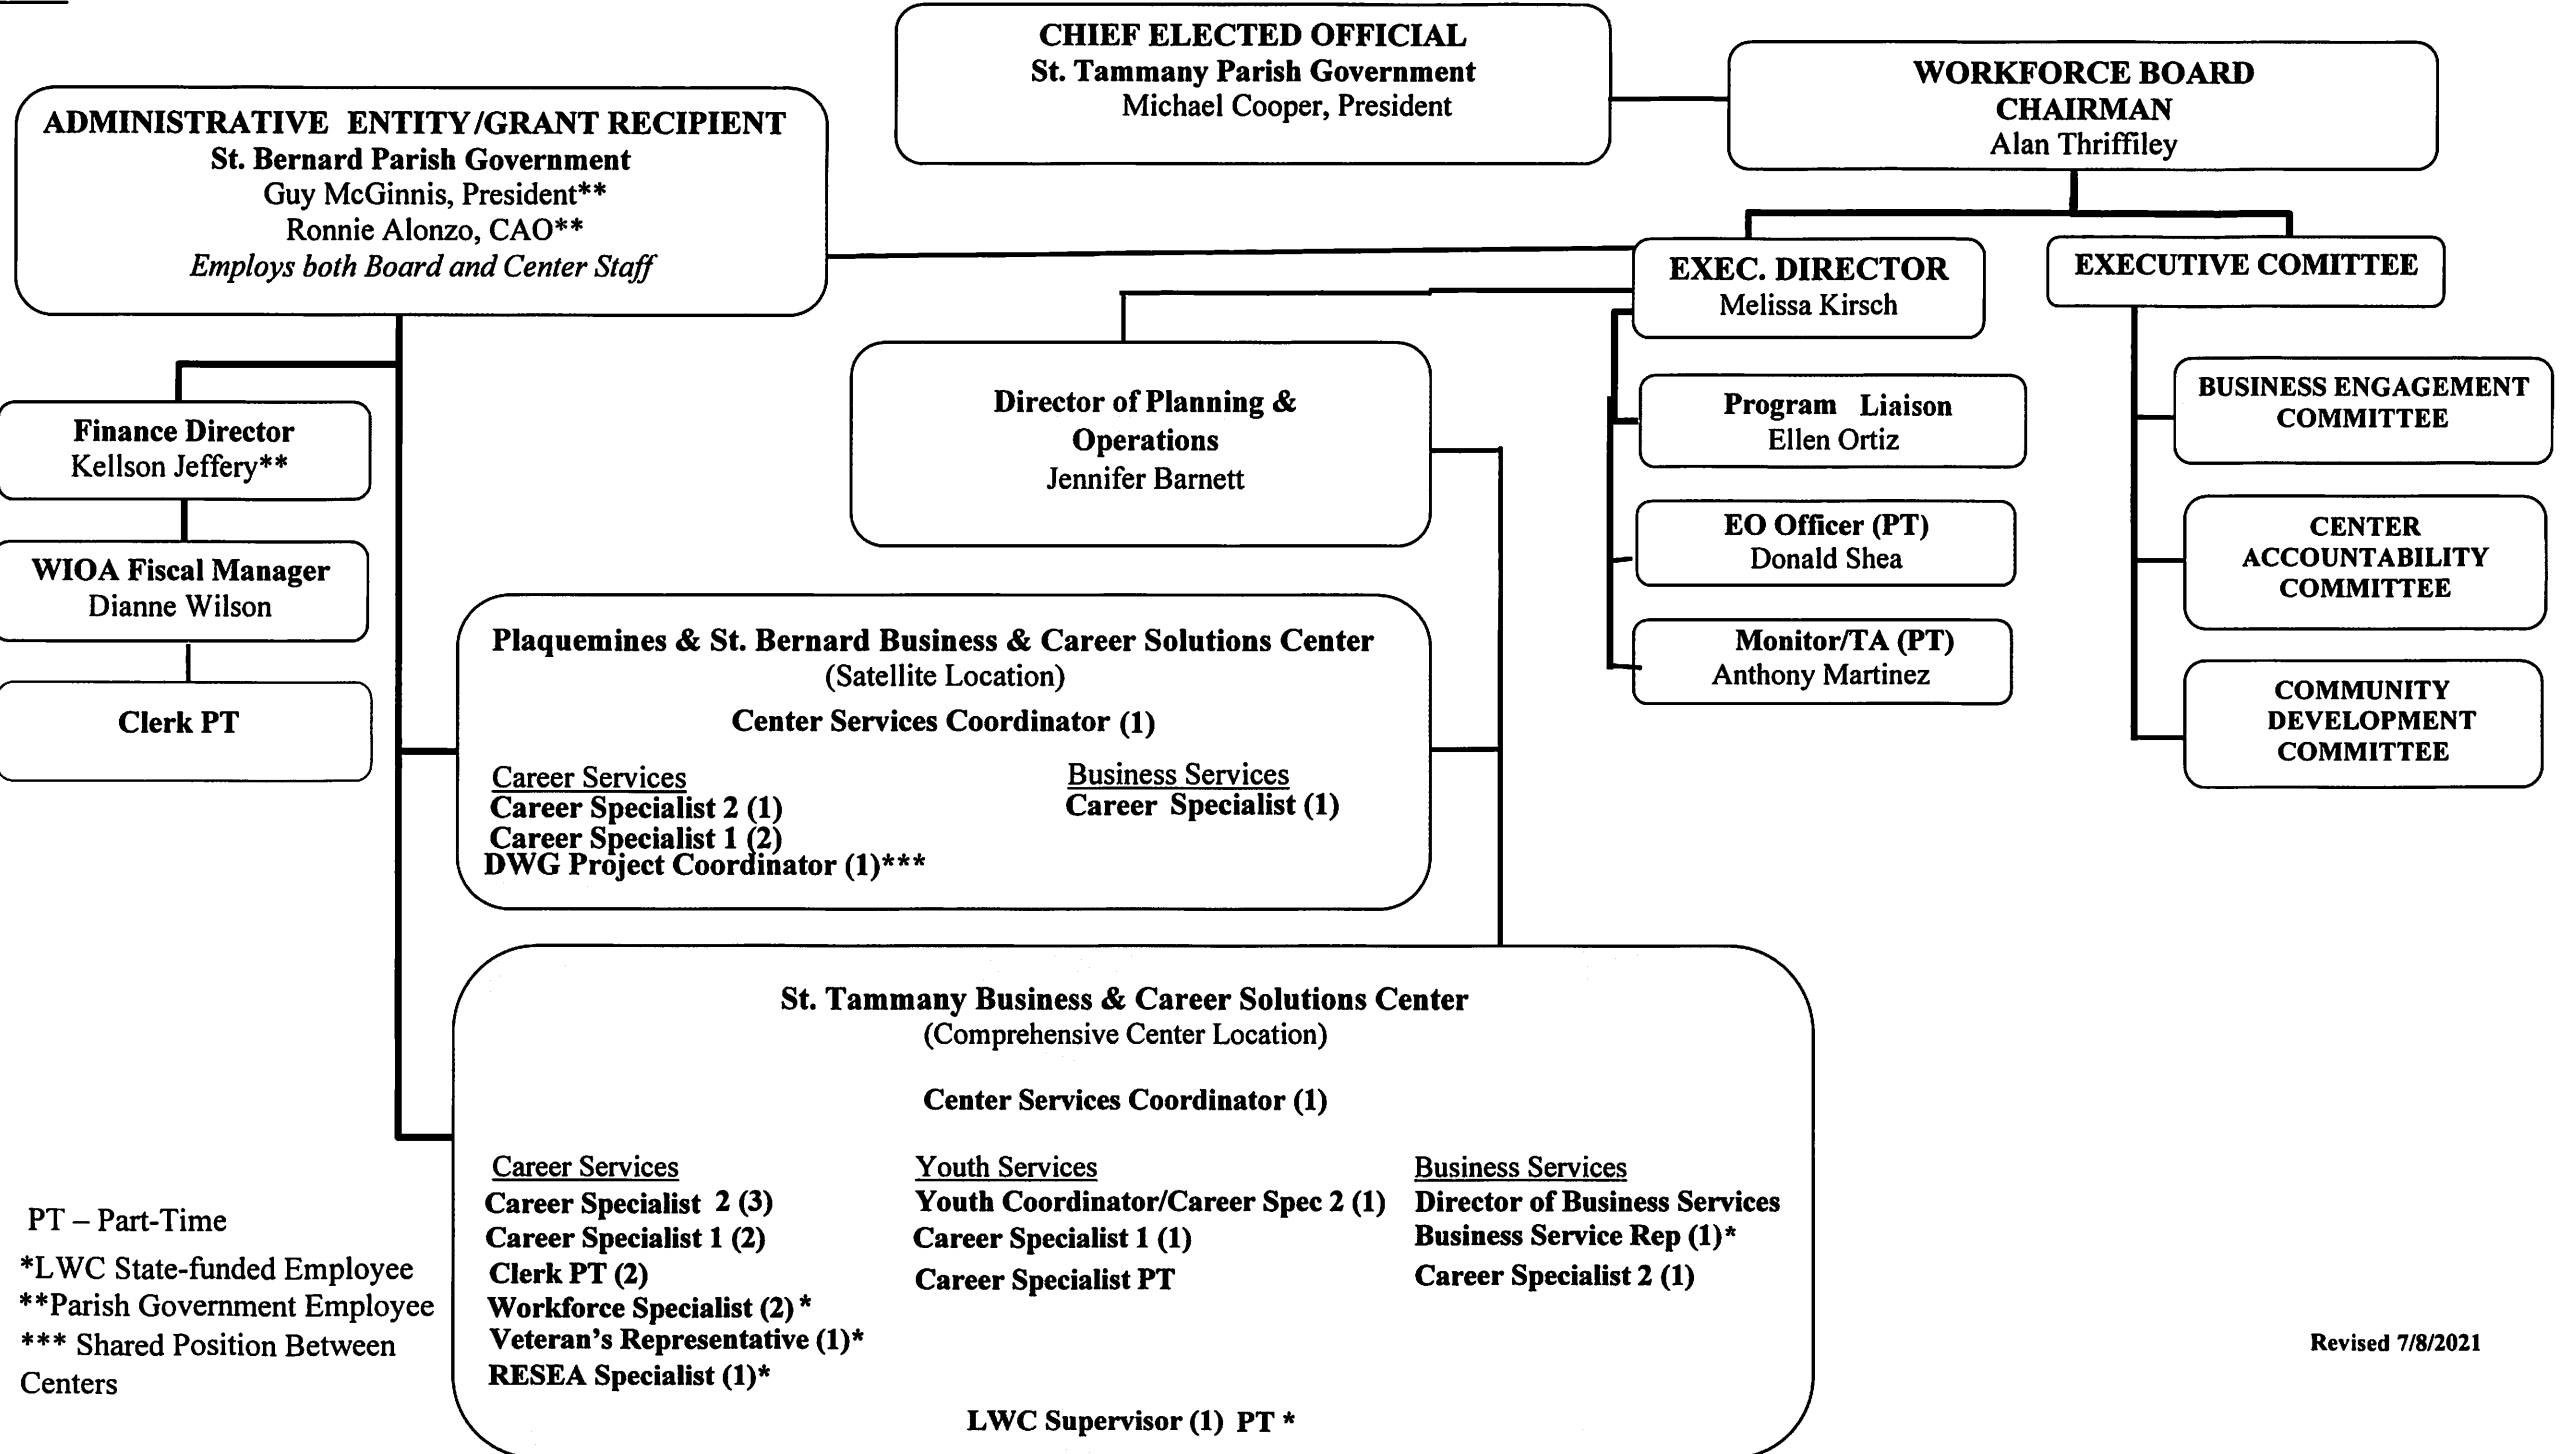 CHIEF ELECTED OFFICIAL
St. Tammany Parish Government
Michael Cooper, President
WORKFORCE BOARD
CHAIRMAN
Alan Thriffiley
ADMINISTRATIVE ENTITY/GRANT RECIPIENT
St. Bernard Parish Government
Guy McGinnis, President**
Ronnie Alonzo, CAO**
Employs both Board and Center Staff
EXEC. DIRECTOR
Melissa Kirsch
EXECUTIVE COMITTEE
Director of Planning &
Operations
Jennifer Barnett
Program Liaison
Ellen Ortiz
EO Officer (PT)
Donald Shea
Monitor/TA (PT)
Anthony Martinez
BUSINESS ENGAGEMENT
COMMITTEE
CENTER
ACCOUNTABILITY
COMMITTEE
COMMUNITY
DEVELOPMENT
COMMITTEE
Finance Director
Kellson Jeffery**
WIOA Fiscal Manager
Dianne Wilson
Clerk PT
Plaquemines & St. Bernard Business & Career Solutions Center
(Satellite Location)
Center Services Coordinator (1)
Career Services
Career Specialist 2 (1)
Career Specialist 1 (2)
DWG Project Coordinator (1)***
Business Services
Career Specialist (1)
St. Tammany Business & Career Solutions Center
(Comprehensive Center Location)
Center Services Coordinator (1)
Career Services
Career Specialist 2 (3)
Career Specialist 1 (2)
Clerk PT (2)
Workforce Specialist (2)*
Veteran's Representative (1)*
RESEA Specialist (1)*
Youth Services
Youth Coordinator/Career Spec 2 (1)
Career Specialist 1 (1)
Career Specialist PT
Business Services
Director of Business Services
Business Service Rep (1)*
Career Specialist 2 (1)
LWC Supervisor (1) PT *
PT – Part-Time
*LWC State-funded Employee
**Parish Government Employee
*** Shared Position Between
Centers
Revised 7/8/2021